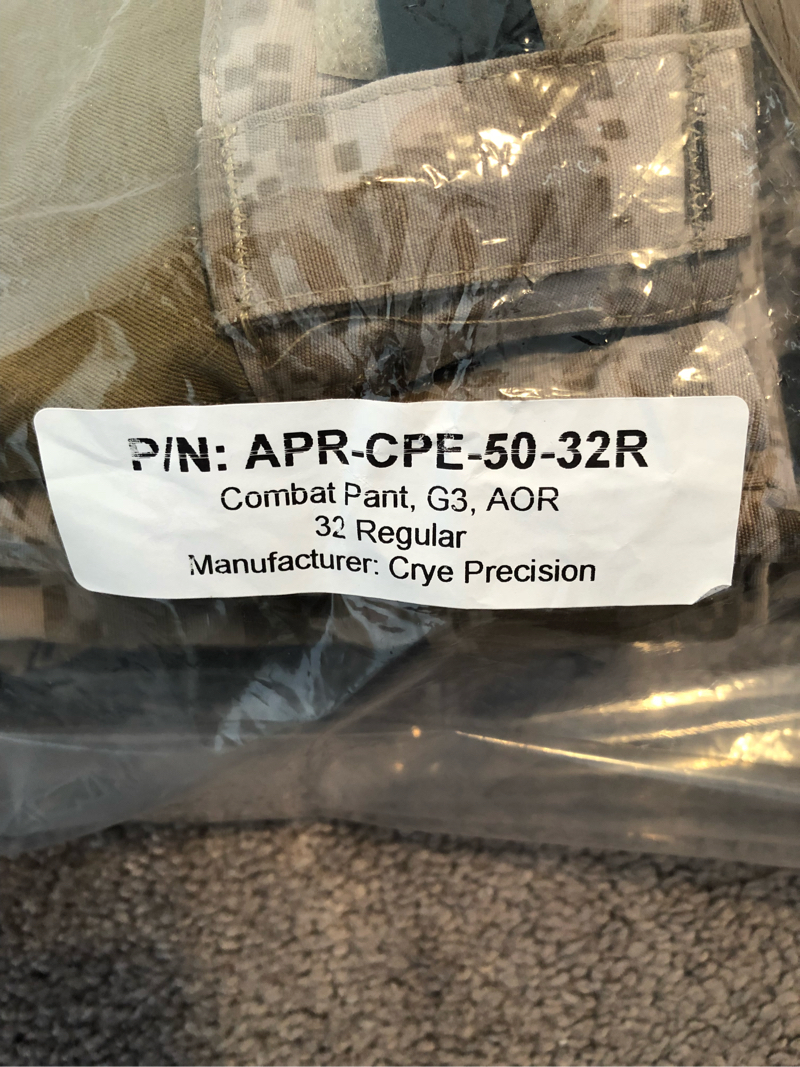 P/N: APR-CPE-50-32R
Combat Pant, G3, AOR
32 Regular
Manufacturer: Crye Precision